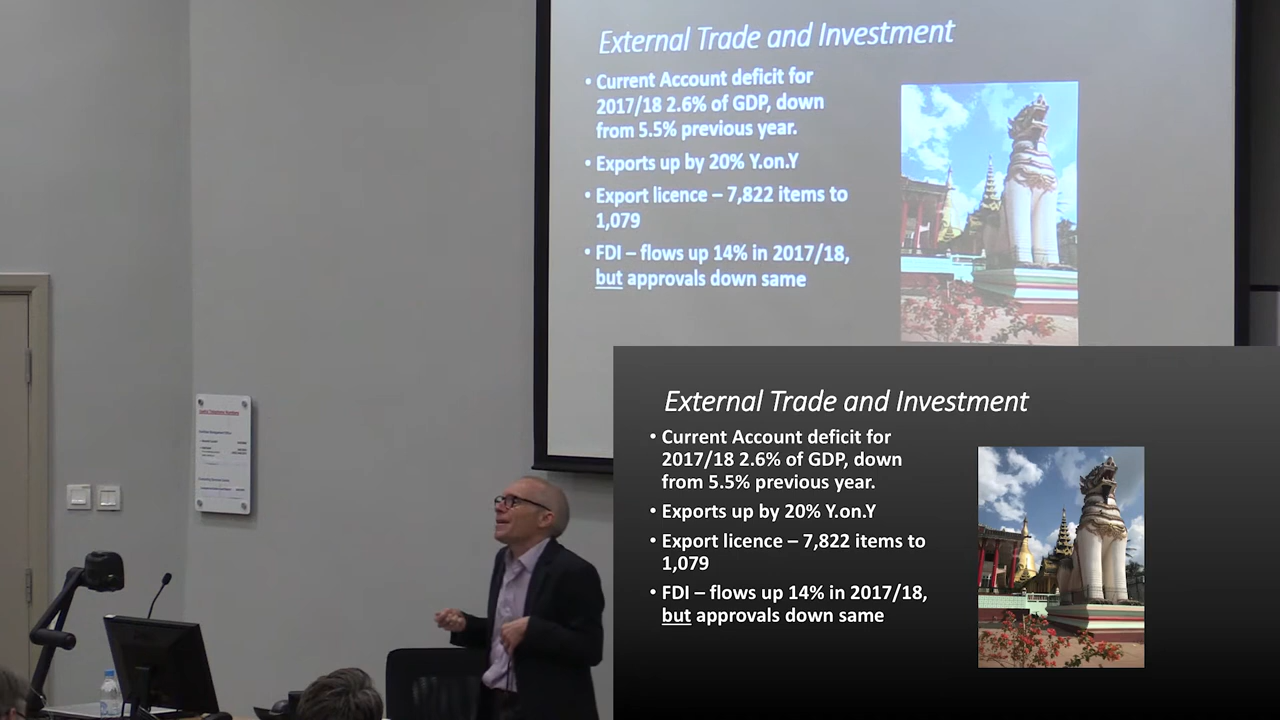 External Trade and Investment
• Current Account deficit for
2017/18 2.6% of GDP, down
from 5.5% previous year.
• Exports up by 20% Y.on.Y
• Export licence – 7,822 items to
1,079
• FDI – flows up 14% in 2017/18,
but approvals down same
External Trade and Investment
• Current Account deficit for
2017/18 2.6% of GDP, down
from 5.5% previous year.
• Exports up by 20% Y.on.Y
• Export licence – 7,822 items to
1,079
• FDI – flows up 14% in 2017/18,
but approvals down same